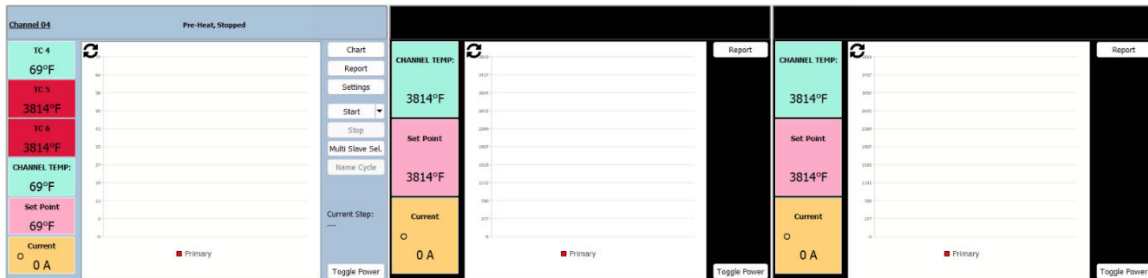 Channel 04
Pre-Heat, Stopped
TC 4
69°F
TC 5
3814°F
TC 6
3814°F
CHANNEL TEMP:
69°F
Set Point
69°F
Current
0 A
Primary
Chart
Report
Settings
Start
Stop
Multi Slave Sel.
Name Cycle
Current Step:
---
Toggle Power
CHANNEL TEMP:
3814°F
Set Point
3814°F
Current
0 A
Primary
Report
Toggle Power
CHANNEL TEMP:
3814°F
Set Point
3814°F
Current
0 A
Primary
Report
Toggle Power